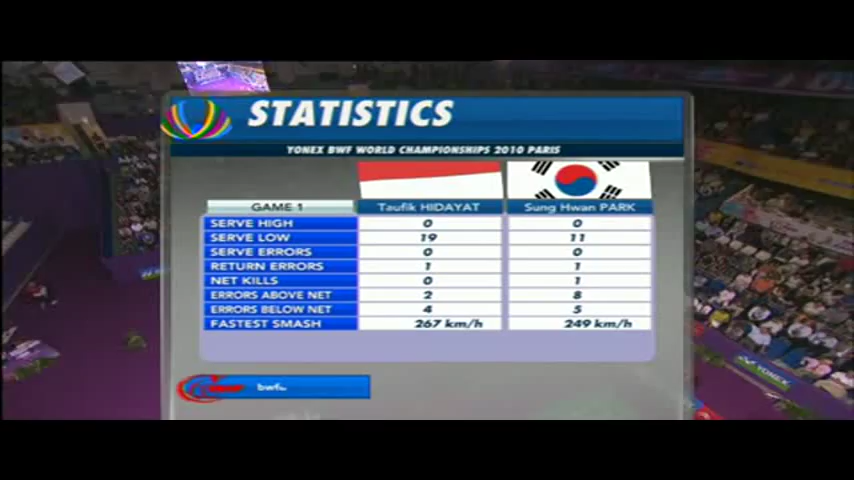 STATISTICS
YONEX BWF WORLD CHAMPIONSHIPS 2010 PARIS
GAME 1 Taufik HIDAYAT Sung Hwan PARK
SERVE HIGH 0 0
SERVE LOW 19 11
SERVE ERRORS 0 0
RETURN ERRORS 1 1
NET KILLS 0 1
ERRORS ABOVE NET 2 8
ERRORS BELOW NET 4 5
FASTEST SMASH 267 km/h 249 km/h
YONEX